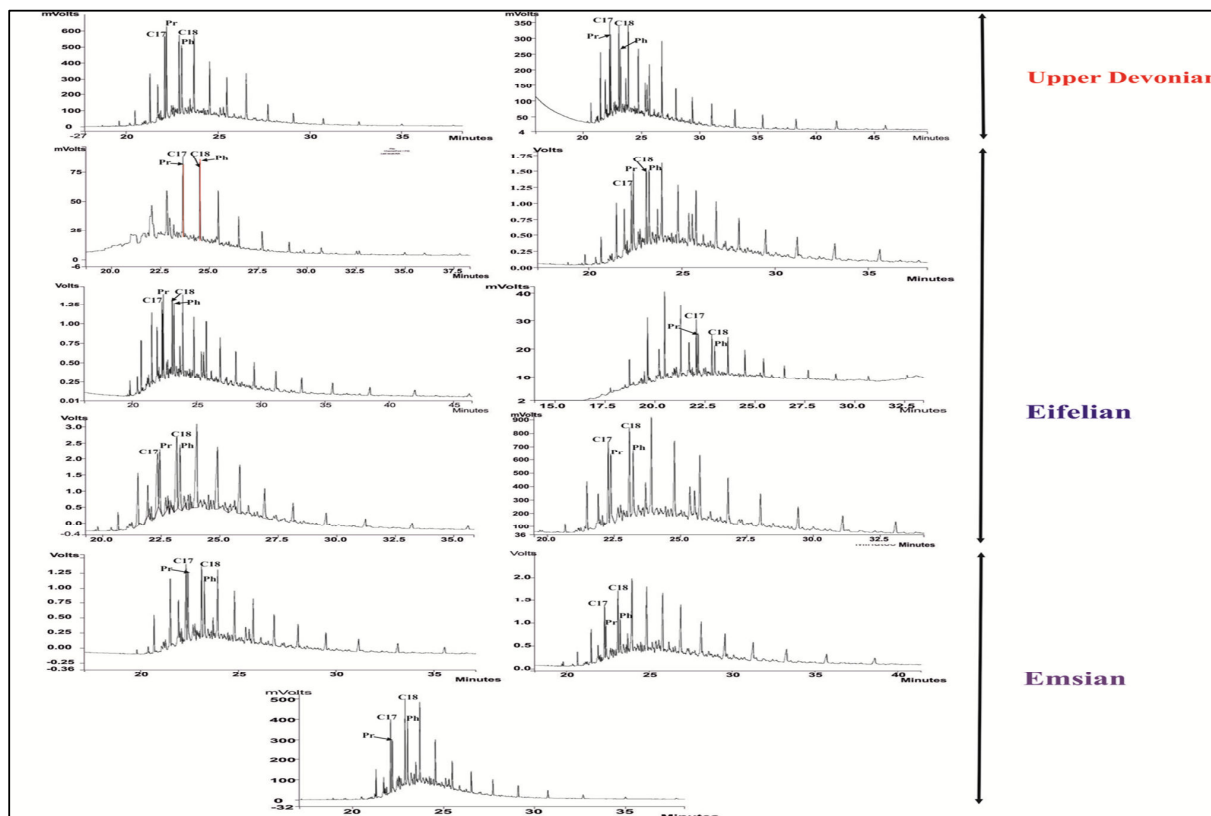 mVolts
Pr
C17 C18
600
Ph
500
400
300
200
100
0
-27
25 35 Minutes
mVolts
C17 C18
350
Pr
300
Ph
250
200
150
100
50
4
20 25 30 35 Minutes
Upper Devonian
mVolts
C17 C18 Ph
Pr
75
50
25
0
-6
20.0 22.5 25.0 27.5 30.0 32.5 35.0 37.5
Minutes
Volts
1.75
C18
1.50
Pr Ph
1.25
C17
1.00
0.75
0.50
0.25
0.00
20 25 30 35
Minutes
Volts
Pr C18
1.25
C17 Ph
1.00
0.75
0.50
0.25
0.01
20 25 30 35 40 45
Minutes
mVolts
40
C17
30
Pr
C18
20
Ph
10
2
15.0 17.5 20.0 22.5 25.0 27.5 30.0 32.5
Minutes
Eifelian
Volts
3.0
C18
2.5
C17 Pr Ph
2.0
1.5
1.0
0.5
0.0
-0.4
20.0 22.5 25.0 27.5 30.0 32.5 35.0
Minutes
mVolts
900
C18
800
C17
700
Pr Ph
600
500
400
300
200
100
36
20.0 22.5 25.0 27.5 30.0 32.5
Minutes
Volts
C17 C18
1.25
Pr Ph
1.00
0.75
0.50
0.25
0.00
-0.25
-0.36
20 25 30 35
Minutes
Volts
2.0
C18
C17
1.5
Pr Ph
1.0
0.5
0.0
20 25 30 35 40
Minutes
Emsian
mVolts
500
C18
C17
400
Ph
Pr
300
200
100
0
-32
20 25 30 35 Minutes